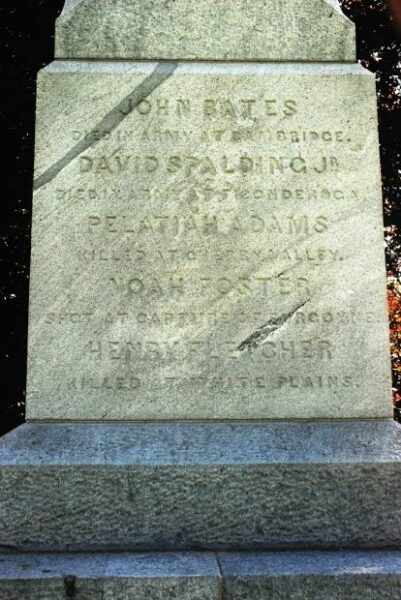 JOHN BATES
DIED IN ARMY AT CAMBRIDGE.
DAVID SPALDING JR.
DIED IN ARMY AT TICONDEROGA
PELATIAH ADAMS
KILLED AT CHERRY VALLEY.
NOAH FOSTER
SHOT AT CAPTURE OF BURGOYNE
HENRY FLETCHER
KILLED AT WHITE PLAINS.